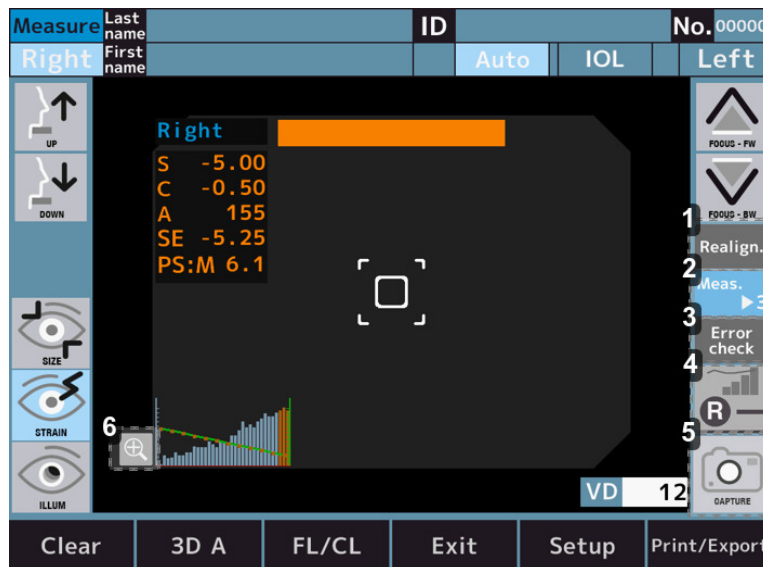 Measure Last name ID No. 00000
Right First name Auto IOL Left
UP
DOWN
SIZE
STRAIN
ILLUM
Right
S -5.00
C -0.50
A 155
SE -5.25
PS:M 6.1
6
VD 12
FOCUS - FW
FOCUS - BW
1
Realign.
2
Meas.
▶3
3
Error
check
4
R
5
CAPTURE
Clear 3D A FL/CL Exit Setup Print/Export